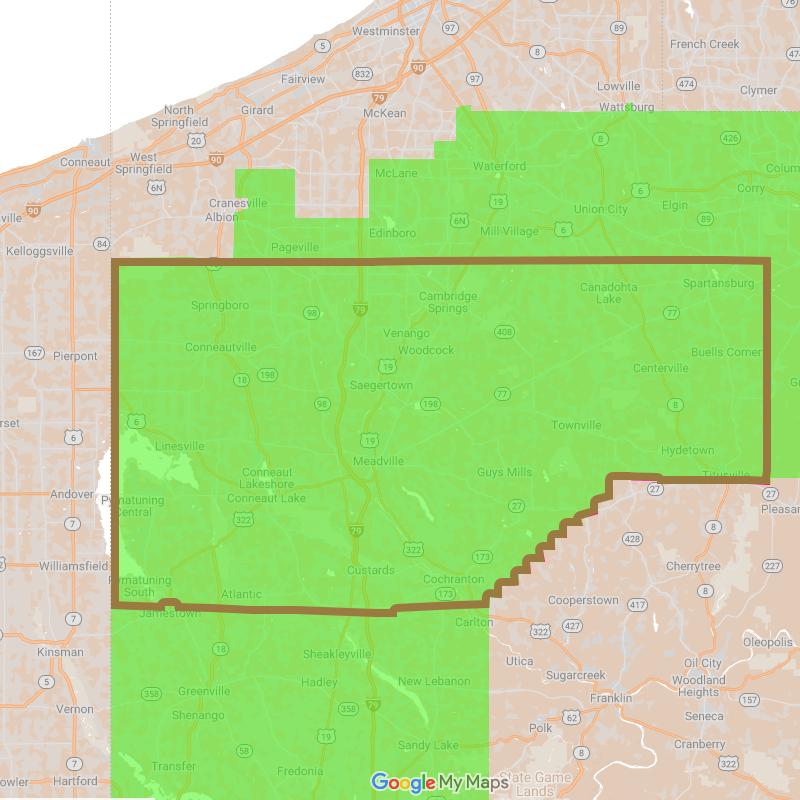 Westminster
97
89
76
5
8
French Creek
474
90
Fairview
832
97
Lowville
474
Clymer
79
North
Springfield
Girard
McKean
Wattsburg
20
8
426
Conneaut
West
Springfield
90
6N
McLane
Waterford
Colum
Corry
Cranesville
Albion
19
6
Union City
Elgin
89
ville
90
6N
Edinboro
Mill Village
6
84
Kelloggsville
Pageville
Canadohta
Lake
Spartansburg
Springboro
98
79
Cambridge
Springs
77
Venango
408
Conneautville
Woodcock
167
Pierpont
19
Buells Corner
Centerville
18
198
Saegertown
77
Gr
erset
98
198
8
6
6
19
Townville
Linesville
Meadville
Hydetown
Conneaut
Lakeshore
Guys Mills
Titusville
Andover
Conneaut Lake
27
27
Pymatuning
Central
27
Pleasan
7
322
79
8
428
322
173
Williamsfield
Custards
Cherrytree
227
Pymatuning
South
Cochranton
173
Atlantic
8
Cooperstown
417
Jamestown
7
Carlton
427
322
Oleopolis
Kinsman
18
Sheakleyville
Utica
Oil City
5
Hadley
New Lebanon
Sugarcreek
Woodland
Heights
358
Greenville
Franklin
157
Vernon
358
79
Shenango
62
Seneca
19
Polk
58
Sandy Lake
8
Cranberry
7
322
Transfer
Fredonia
State Game
Lands
owler
Hartford
Google My Maps